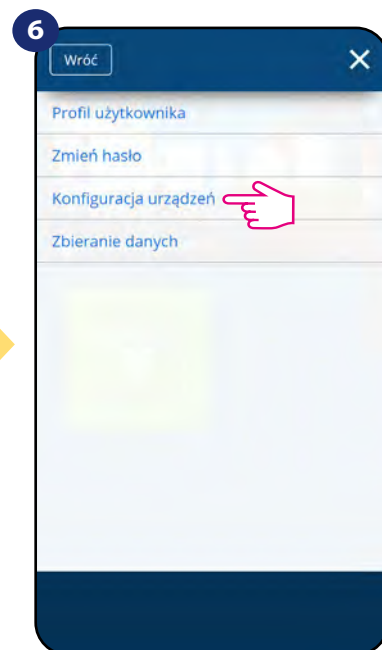 6
Wróć
Profil użytkownika
Zmień hasło
Konfiguracja urządzeń
Zbieranie danych